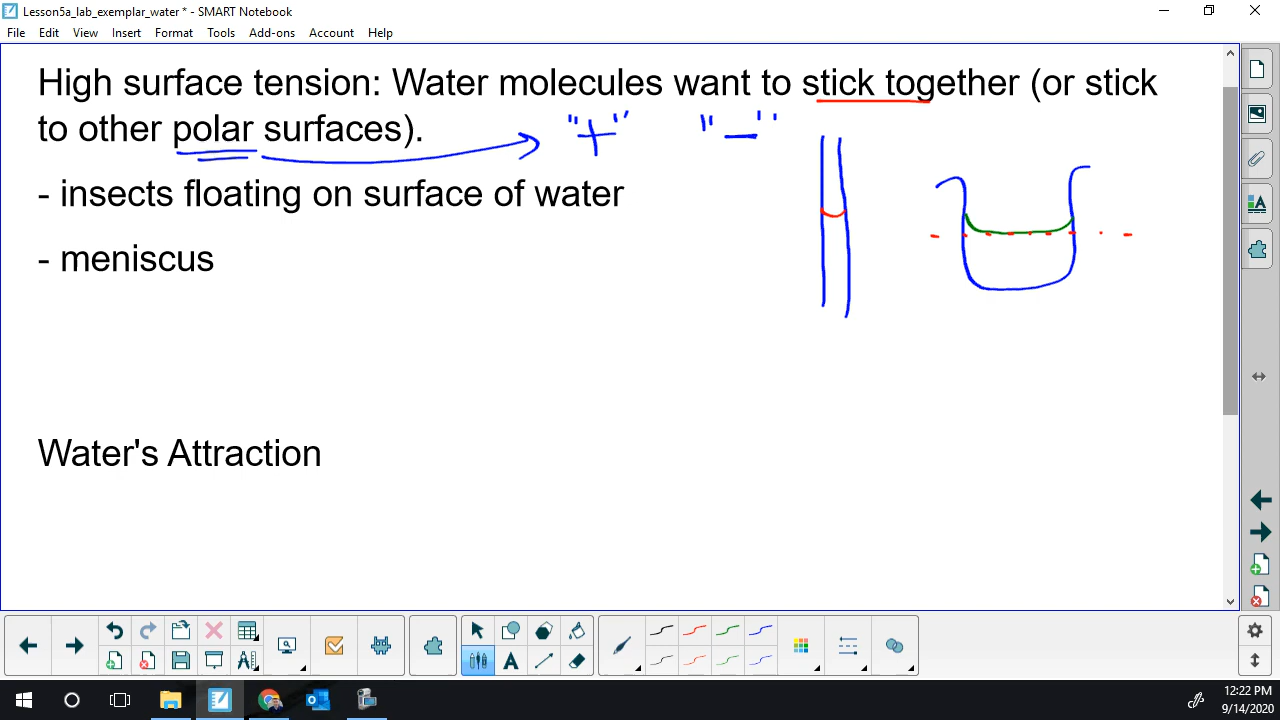 Lesson5a_lab_exemplar_water * - SMART Notebook
File Edit View Insert Format Tools Add-ons Account Help
High surface tension: Water molecules want to stick together (or stick
to other polar surfaces).
"+" "-"
- insects floating on surface of water
- meniscus
Water's Attraction
12:22 PM
9/14/2020